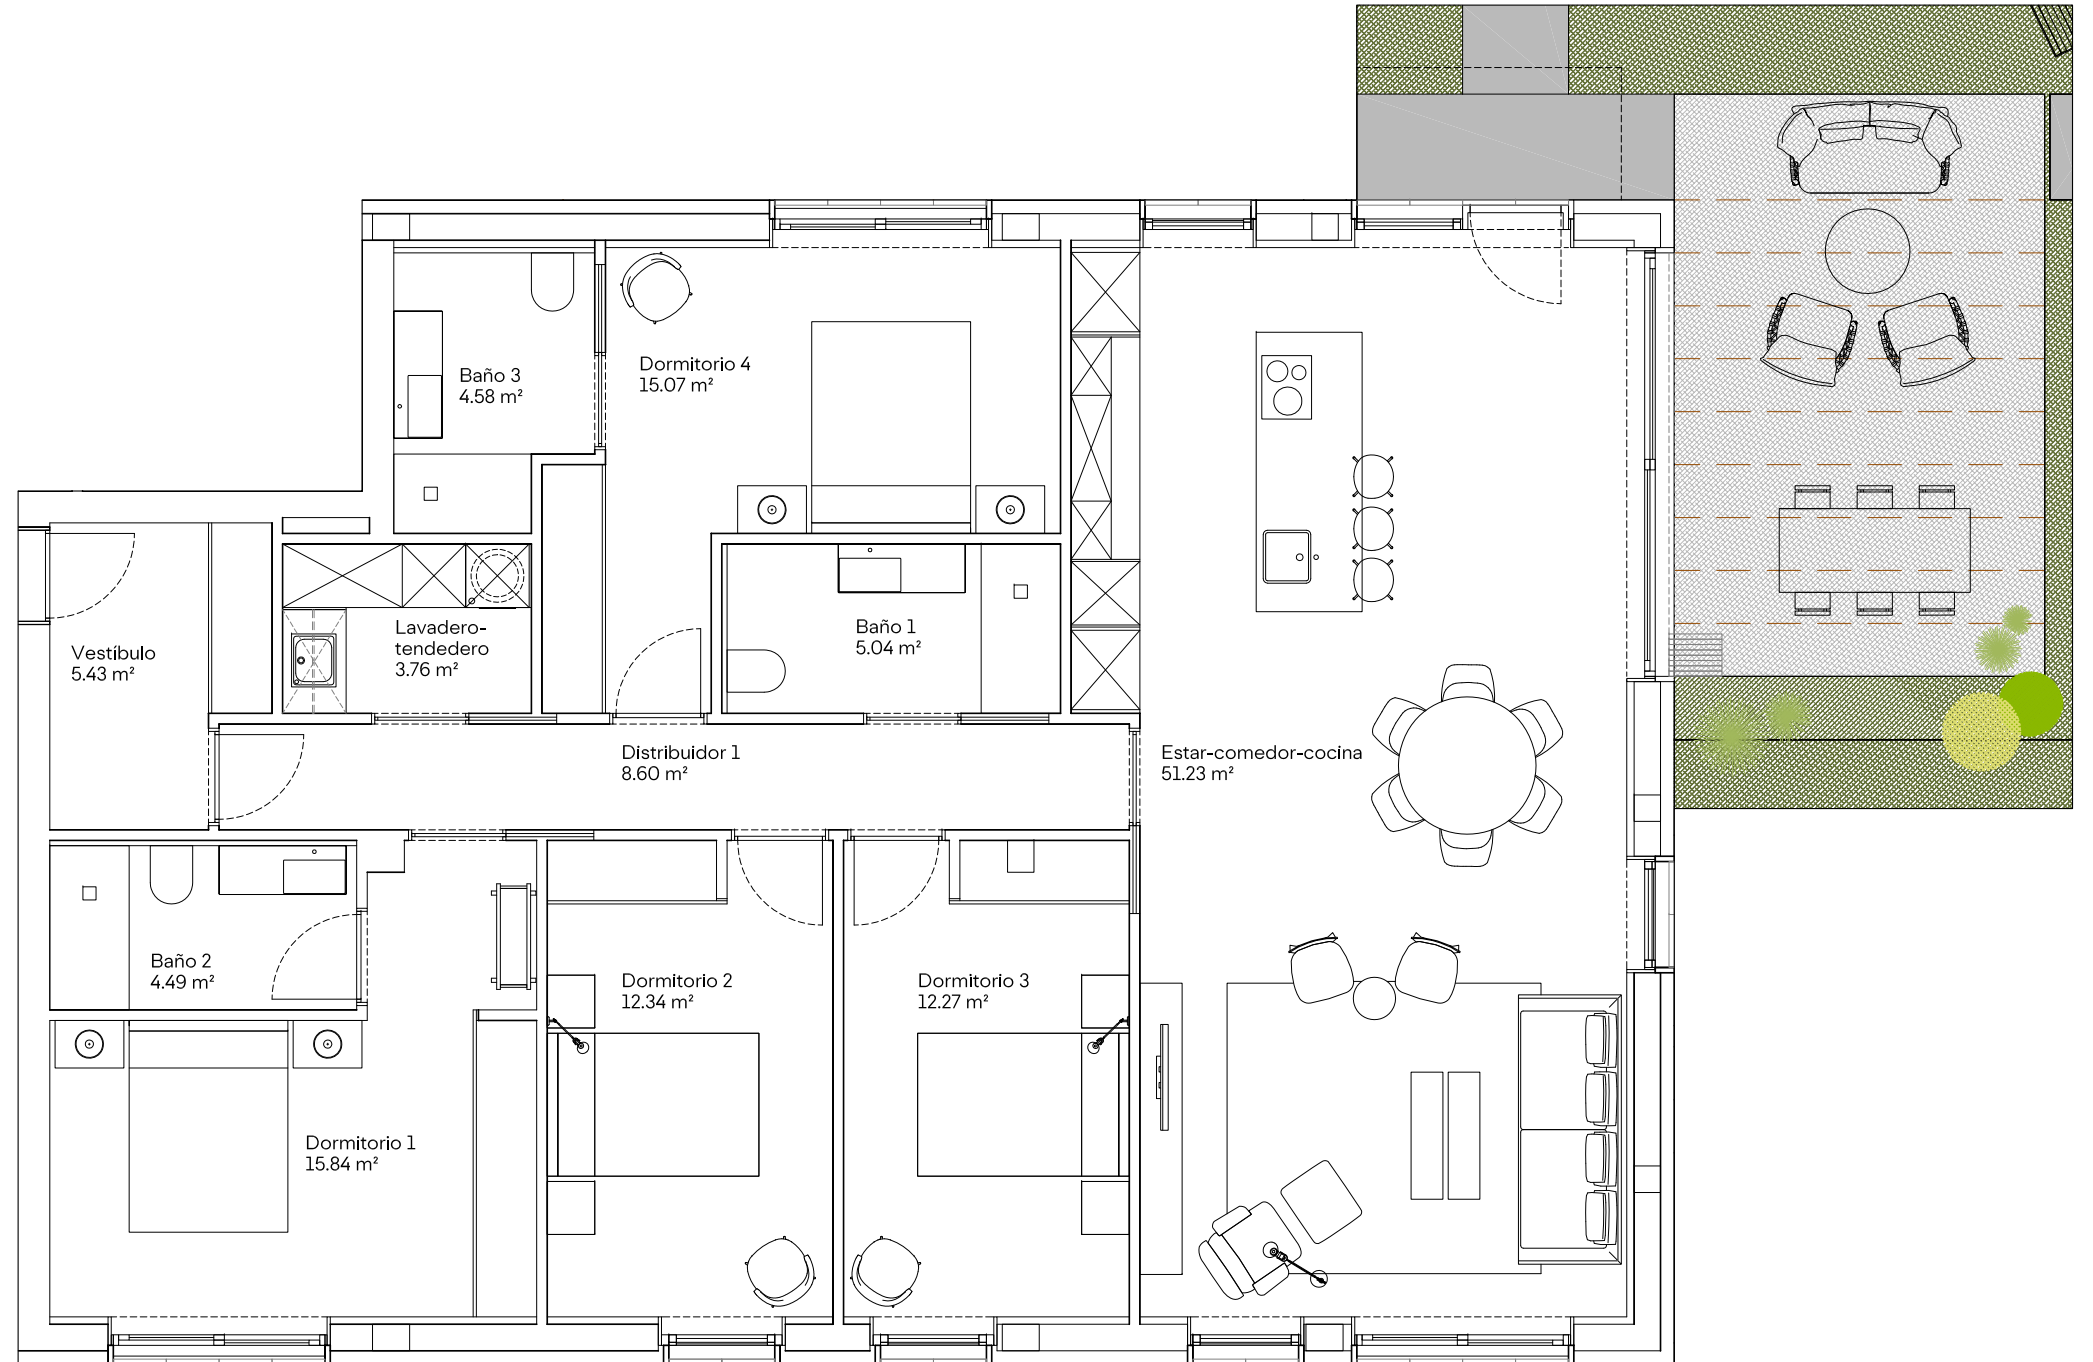 Dormitorio 4
15.07 m²
Baño 3
4.58 m²
Vestíbulo
5.43 m²
Lavadero-
tendedero
3.76 m²
Baño 1
5.04 m²
Distribuidor 1
8.60 m²
Estar-comedor-cocina
51.23 m²
Baño 2
4.49 m²
Dormitorio 2
12.34 m²
Dormitorio 3
12.27 m²
Dormitorio 1
15.84 m²